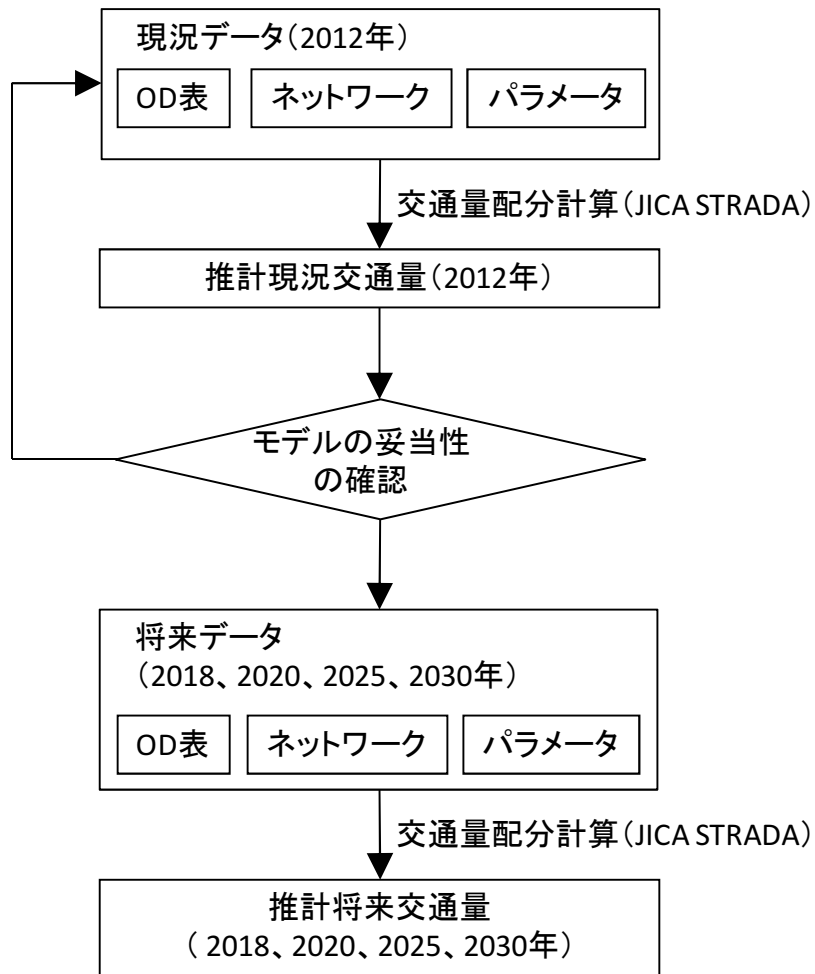 現況データ（2012年）
OD表
ネットワーク
パラメータ
交通量配分計算（JICA STRADA）
推計現況交通量（2012年）
モデルの妥当性
の確認
将来データ
（2018、2020、2025、2030年）
OD表
ネットワーク
パラメータ
交通量配分計算（JICA STRADA）
推計将来交通量
（ 2018、2020、2025、2030年）